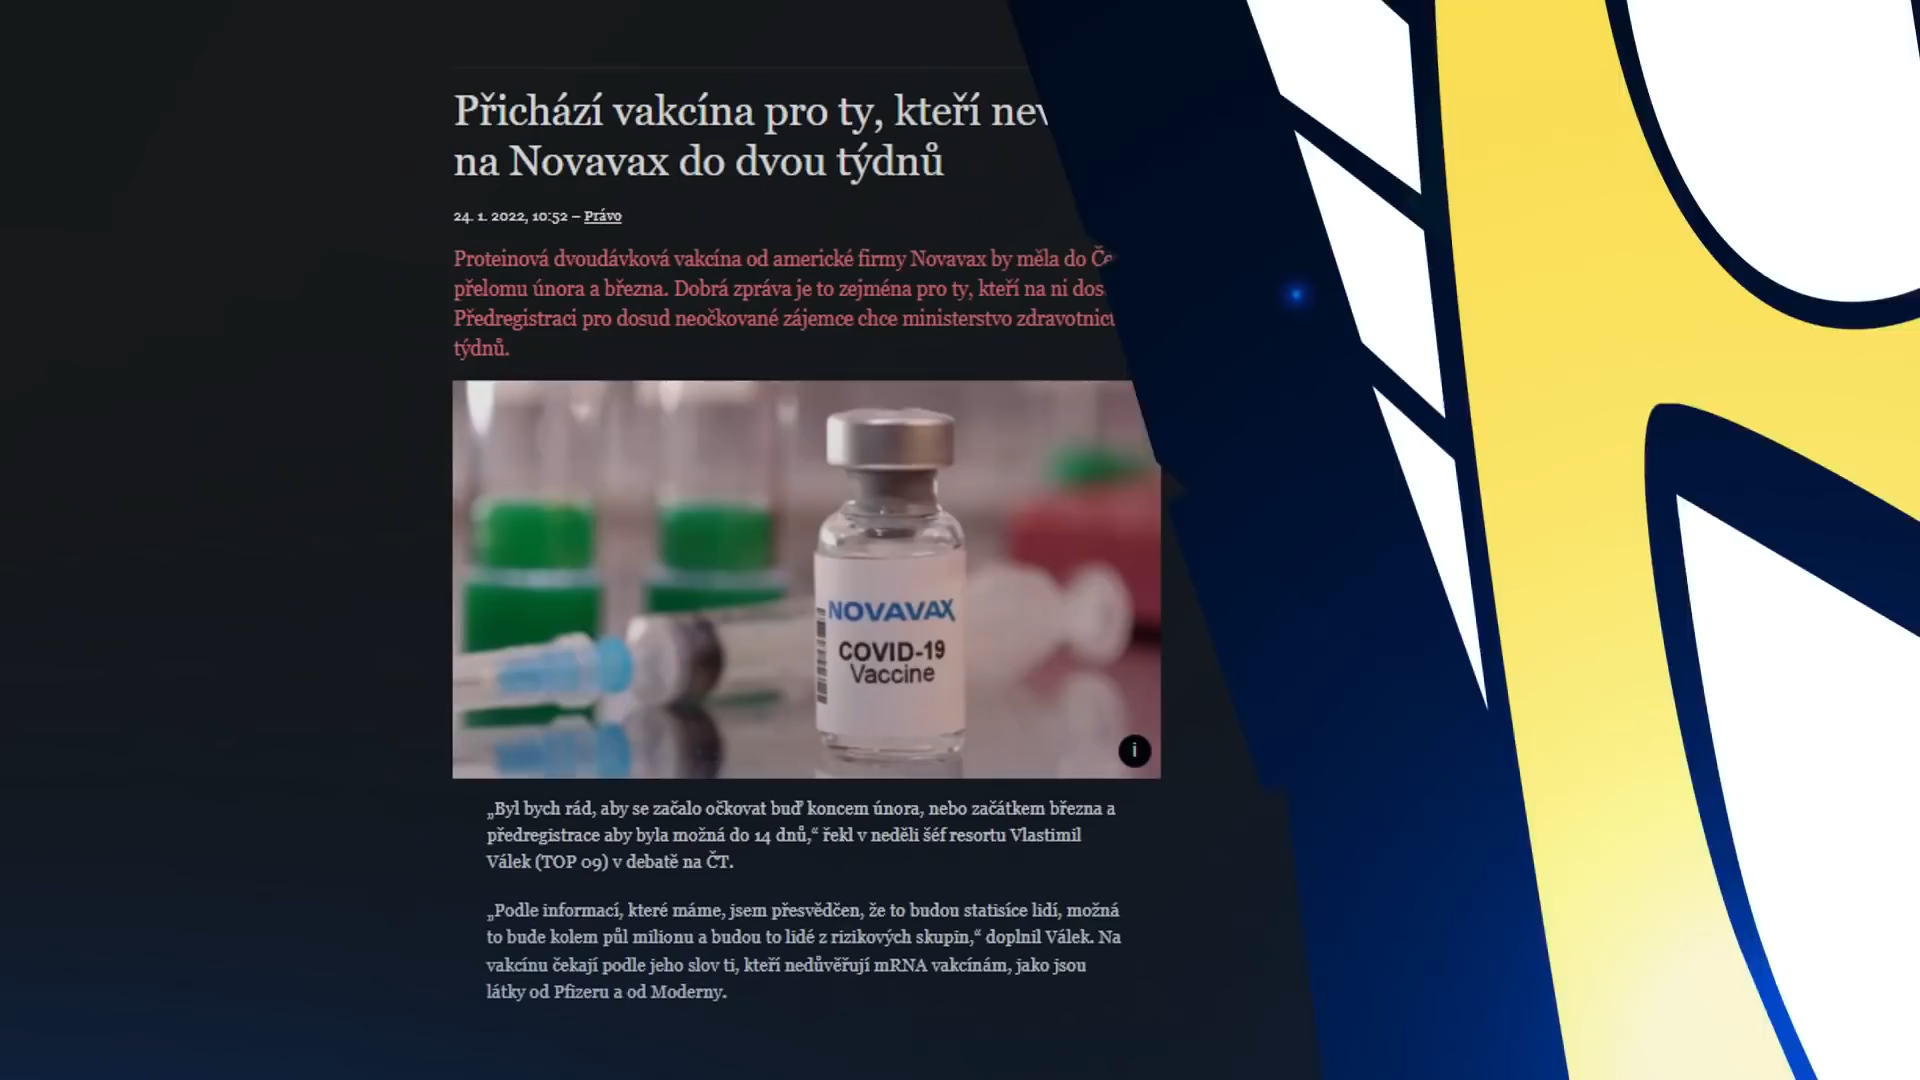 Přichází vakcína pro ty, kteří
na Novavax do dvou týdnů
24. 1. 2022, 10:52 – Právo
Proteinová dvoudávková vakcína od americké firmy Novavax by měla do
přelomu února a března. Dobrá zpráva je to zejména pro ty, kteří na ni
Předregistraci pro dosud neočkované zájemce chce ministerstvo
týdnů.
NOVAVAX
COVID-19
Vaccine
i
„Byl bych rád, aby se začalo očkovat buď koncem února, nebo začátkem března a
předregistrace aby byla možná do 14 dnů,“ řekl v neděli šéf resortu Vlastimil
Válek (TOP 09) v debatě na ČT.
„Podle informací, které máme, jsem přesvědčen, že to budou statisíce lidí, možná
to bude kolem půl milionu a budou to lidé z rizikových skupin,“ doplnil Válek. Na
vakcínu čekají podle jeho slov ti, kteří nedůvěřují mRNA vakcínám, jako jsou
látky od Pfizeru a od Moderny.